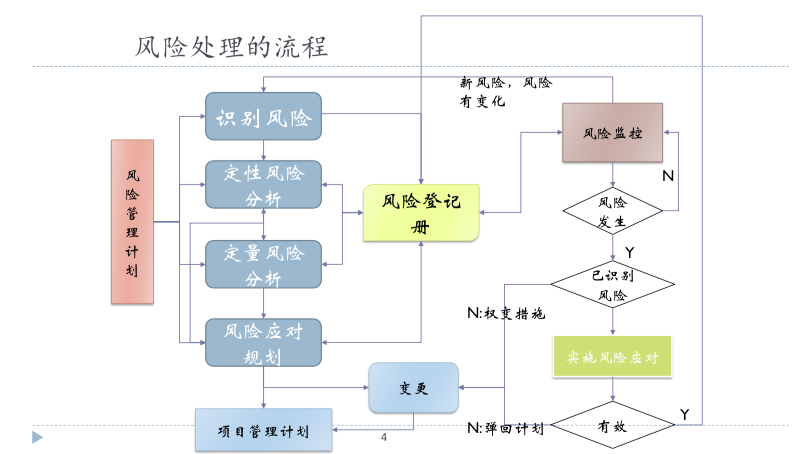 风险处理的流程
新风险，风险
有变化
识别风险
风险监控
定性风险
分析
N
风
险
管
理
计
划
风险登记
册
风险
发生
定量风险
分析
Y
已识别
风险
N:权变措施
风险应对
规划
实施风险应对
变更
Y
项目管理计划
4
N:弹回计划
有效